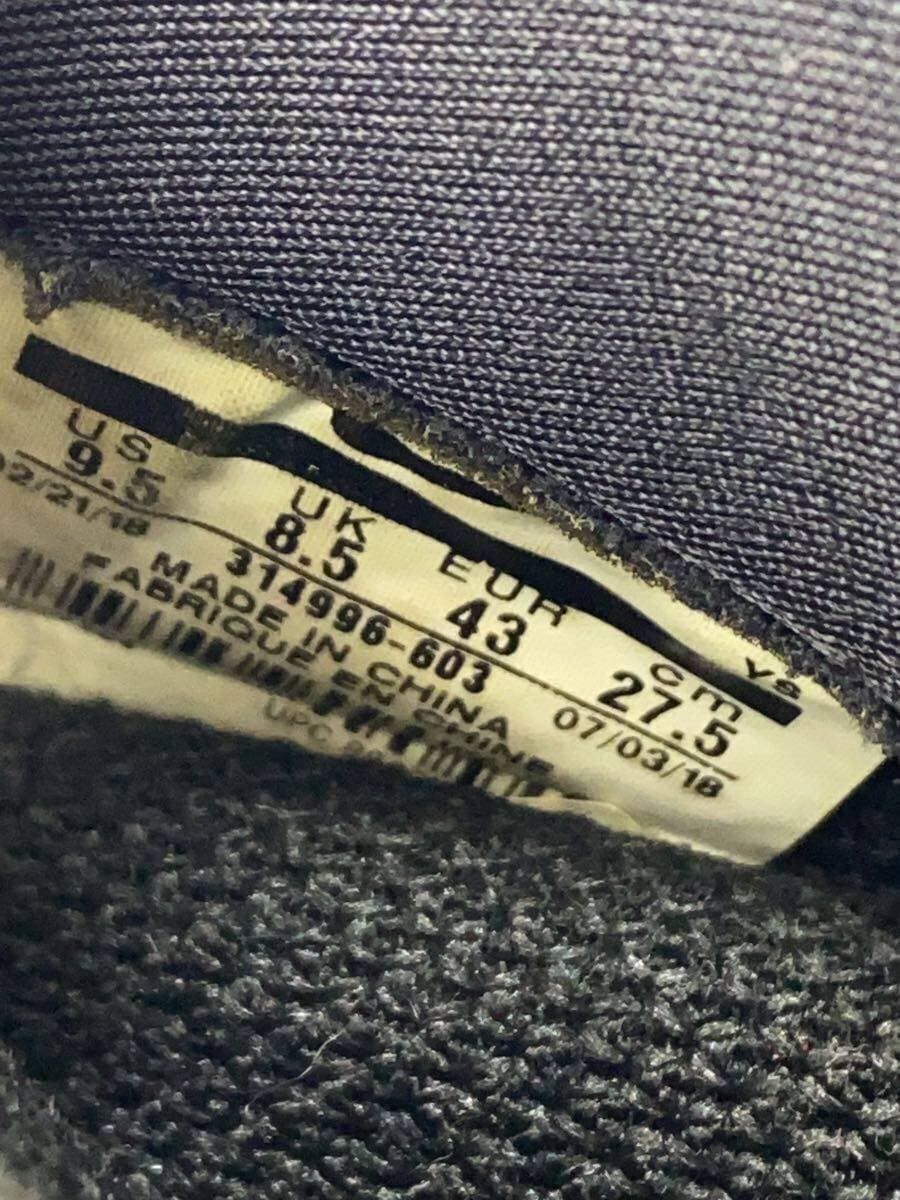 US UK EUR cm
9.5 8.5 43 27.5
02/21/18 07/03/18
314996-603
MADE IN CHINA
FABRIQUE EN CHINE
UPC
YS